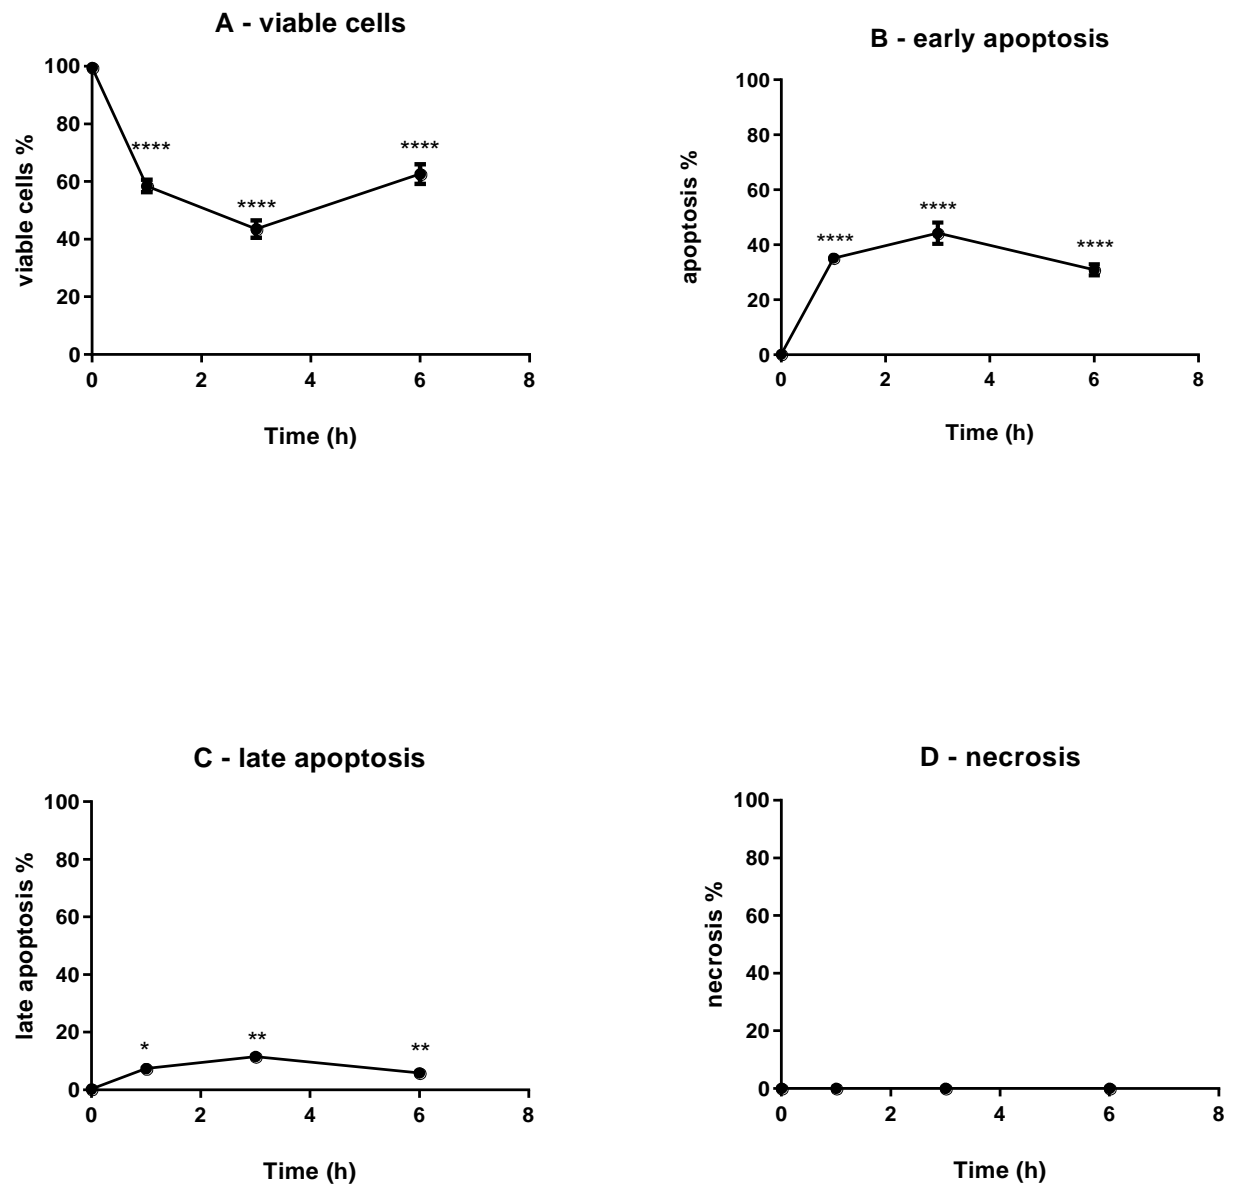 A - viable cells
viable cells %
100
80
60
40
20
0
****
****
****
0 2 4 6 8
Time (h)
B - early apoptosis
apoptosis %
100
80
60
40
20
0
****
****
****
0 2 4 6 8
Time (h)
C - late apoptosis
late apoptosis %
100
80
60
40
20
0
*
**
**
0 2 4 6 8
Time (h)
D - necrosis
necrosis %
100
80
60
40
20
0
0 2 4 6 8
Time (h)